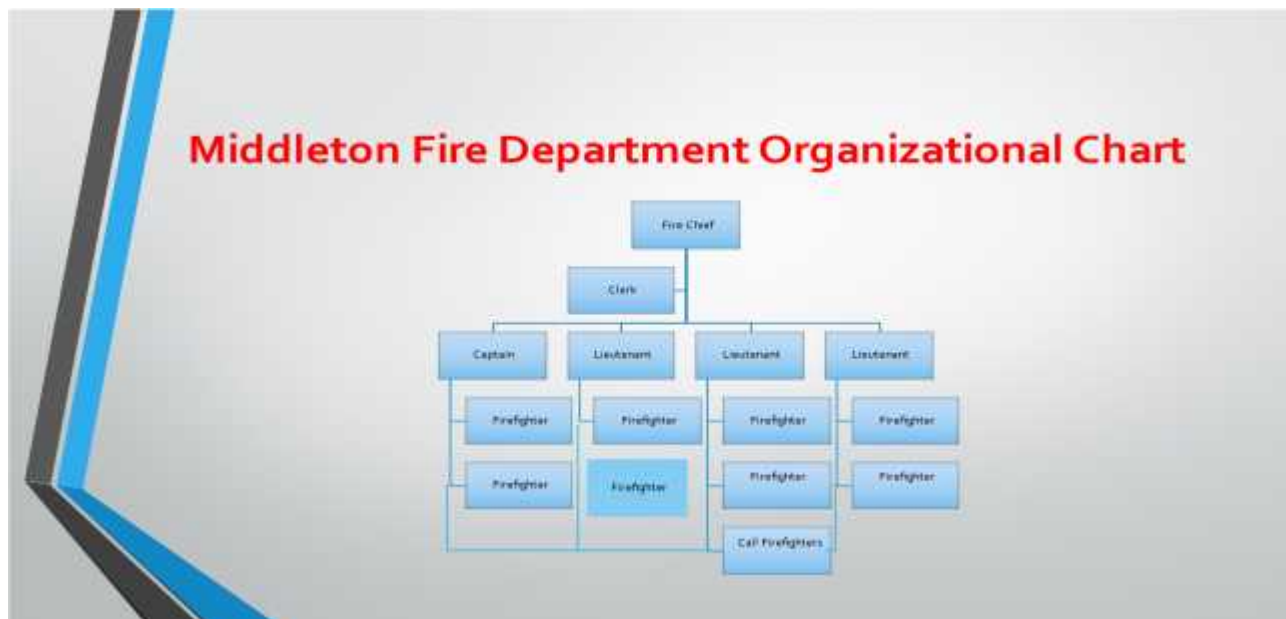 Middleton Fire Department Organizational Chart
Fire Chief
Clerk
Captain
Lieutenant
Lieutenant
Lieutenant
Firefighter
Firefighter
Firefighter
Firefighter
Firefighter
Firefighter
Firefighter
Firefighter
Call Firefighters